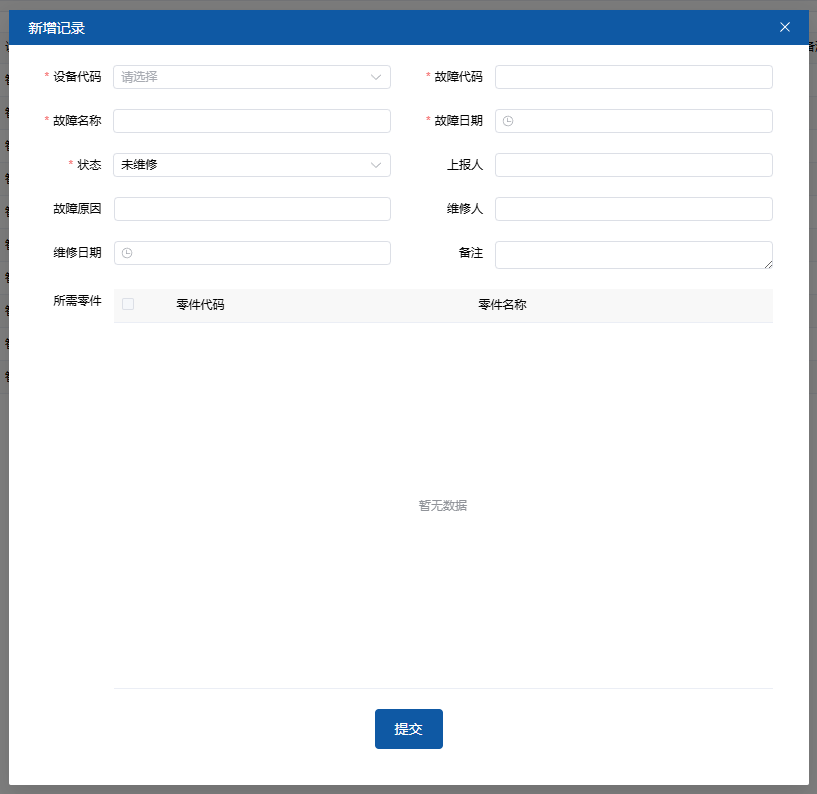 新增记录
* 设备代码 请选择 * 故障代码
* 故障名称 * 故障日期
* 状态 未维修 上报人
故障原因 维修人
维修日期 备注
所需零件 零件代码 零件名称
暂无数据
提交